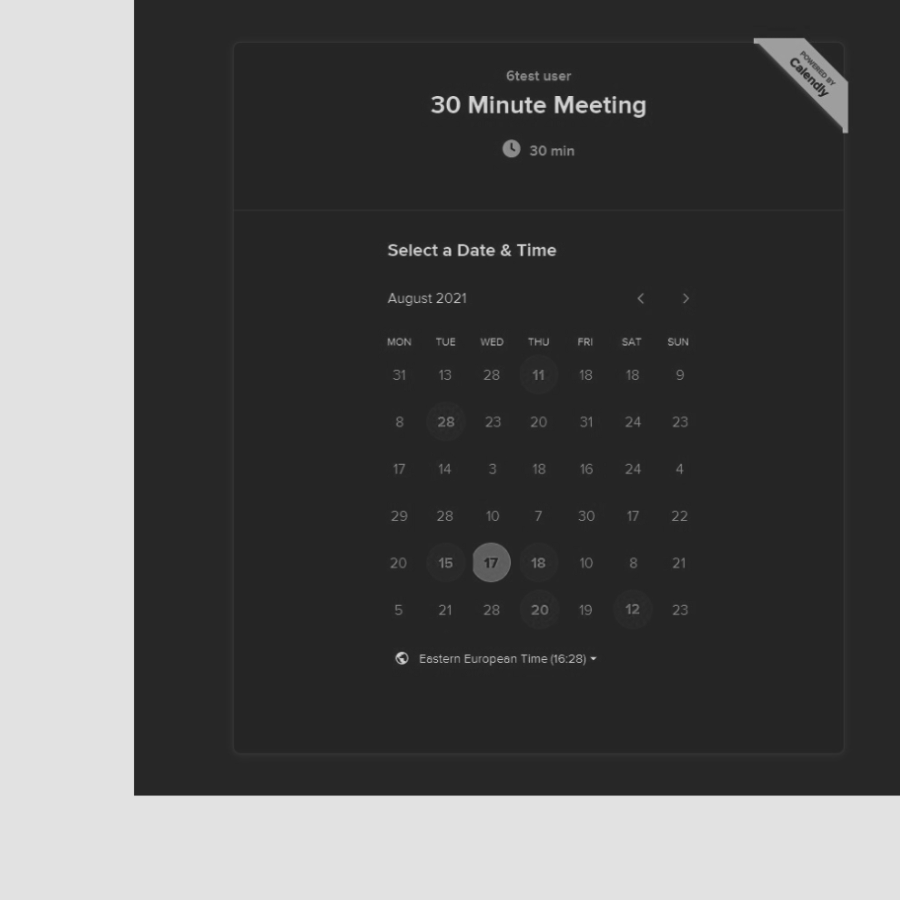 POWERED BY
Calendly
6test user
30 Minute Meeting
30 min
Select a Date & Time
August 2021
MON TUE WED THU FRI SAT SUN
31 13 28 11 18 18 9
8 28 23 20 31 24 23
17 14 3 18 16 24 4
29 28 10 7 30 17 22
20 15 17 18 10 8 21
5 21 28 20 19 12 23
Eastern European Time (16:28)